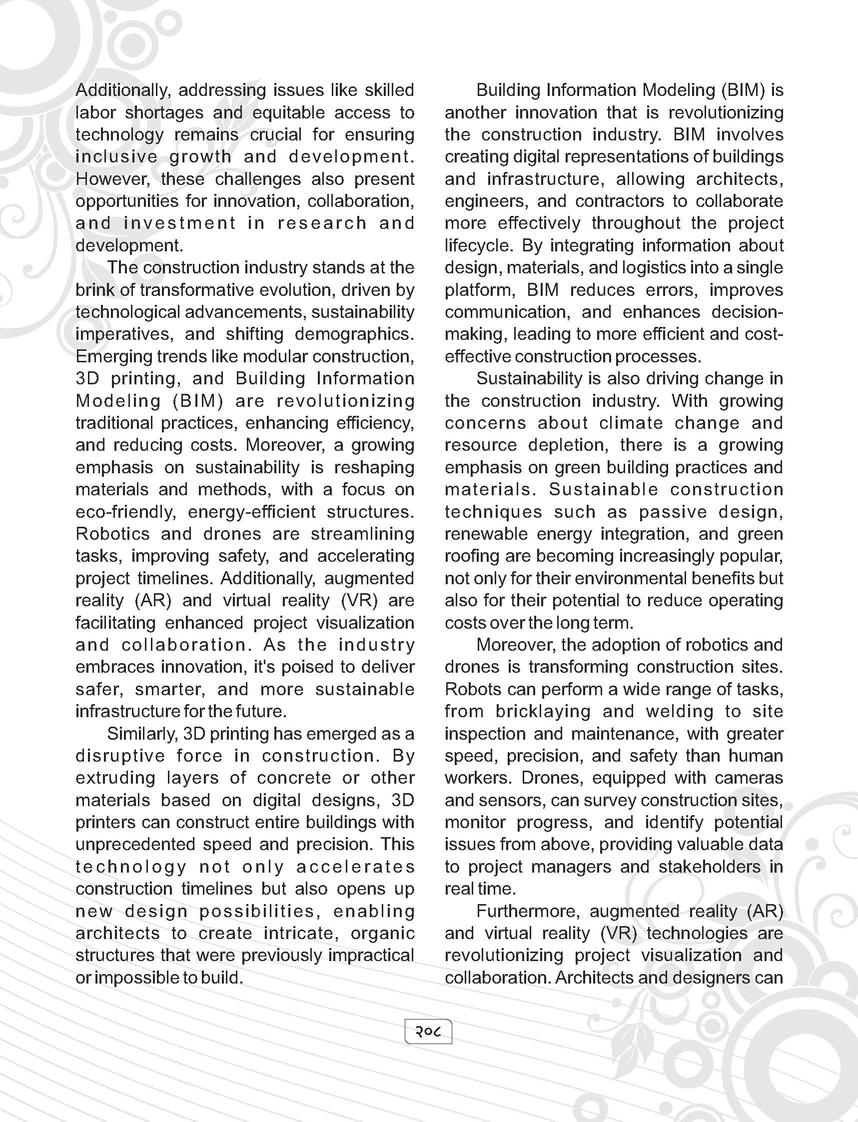 Additionally, addressing issues like skilled
labor shortages and equitable access to
technology remains crucial for ensuring
inclusive growth and development.
However, these challenges also present
opportunities for innovation, collaboration,
and investment in research and
development.
The construction industry stands at the
brink of transformative evolution, driven by
technological advancements, sustainability
imperatives, and shifting demographics.
Emerging trends like modular construction,
3D printing, and Building Information
Modeling (BIM) are revolutionizing
traditional practices, enhancing efficiency,
and reducing costs. Moreover, a growing
emphasis on sustainability is reshaping
materials and methods, with a focus on
eco-friendly, energy-efficient structures.
Robotics and drones are streamlining
tasks, improving safety, and accelerating
project timelines. Additionally, augmented
reality (AR) and virtual reality (VR) are
facilitating enhanced project visualization
and collaboration. As the industry
embraces innovation, it's poised to deliver
safer, smarter, and more sustainable
infrastructure for the future.
Similarly, 3D printing has emerged as a
disruptive force in construction. By
extruding layers of concrete or other
materials based on digital designs, 3D
printers can construct entire buildings with
unprecedented speed and precision. This
technology not only accelerates
construction timelines but also opens up
new design possibilities, enabling
architects to create intricate, organic
structures that were previously impractical
or impossible to build.
Building Information Modeling (BIM) is
another innovation that is revolutionizing
the construction industry. BIM involves
creating digital representations of buildings
and infrastructure, allowing architects,
engineers, and contractors to collaborate
more effectively throughout the project
lifecycle. By integrating information about
design, materials, and logistics into a single
platform, BIM reduces errors, improves
communication, and enhances decision-
making, leading to more efficient and cost-
effective construction processes.
Sustainability is also driving change in
the construction industry. With growing
concerns about climate change and
resource depletion, there is a growing
emphasis on green building practices and
materials. Sustainable construction
techniques such as passive design,
renewable energy integration, and green
roofing are becoming increasingly popular,
not only for their environmental benefits but
also for their potential to reduce operating
costs over the long term.
Moreover, the adoption of robotics and
drones is transforming construction sites.
Robots can perform a wide range of tasks,
from bricklaying and welding to site
inspection and maintenance, with greater
speed, precision, and safety than human
workers. Drones, equipped with cameras
and sensors, can survey construction sites,
monitor progress, and identify potential
issues from above, providing valuable data
to project managers and stakeholders in
real time.
Furthermore, augmented reality (AR)
and virtual reality (VR) technologies are
revolutionizing project visualization and
collaboration. Architects and designers can
२०८